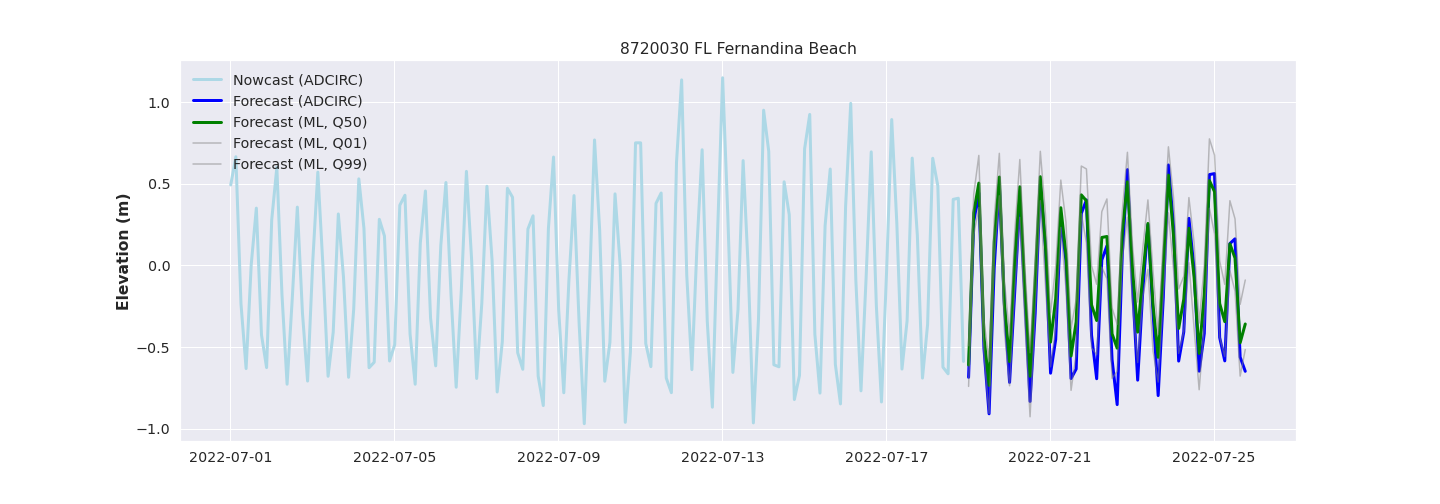 8720030 FL Fernandina Beach
Nowcast (ADCIRC)
Forecast (ADCIRC)
Forecast (ML, Q50)
Forecast (ML, Q01)
Forecast (ML, Q99)
Elevation (m)
1.0
0.5
0.0
−0.5
−1.0
2022-07-01
2022-07-05
2022-07-09
2022-07-13
2022-07-17
2022-07-21
2022-07-25